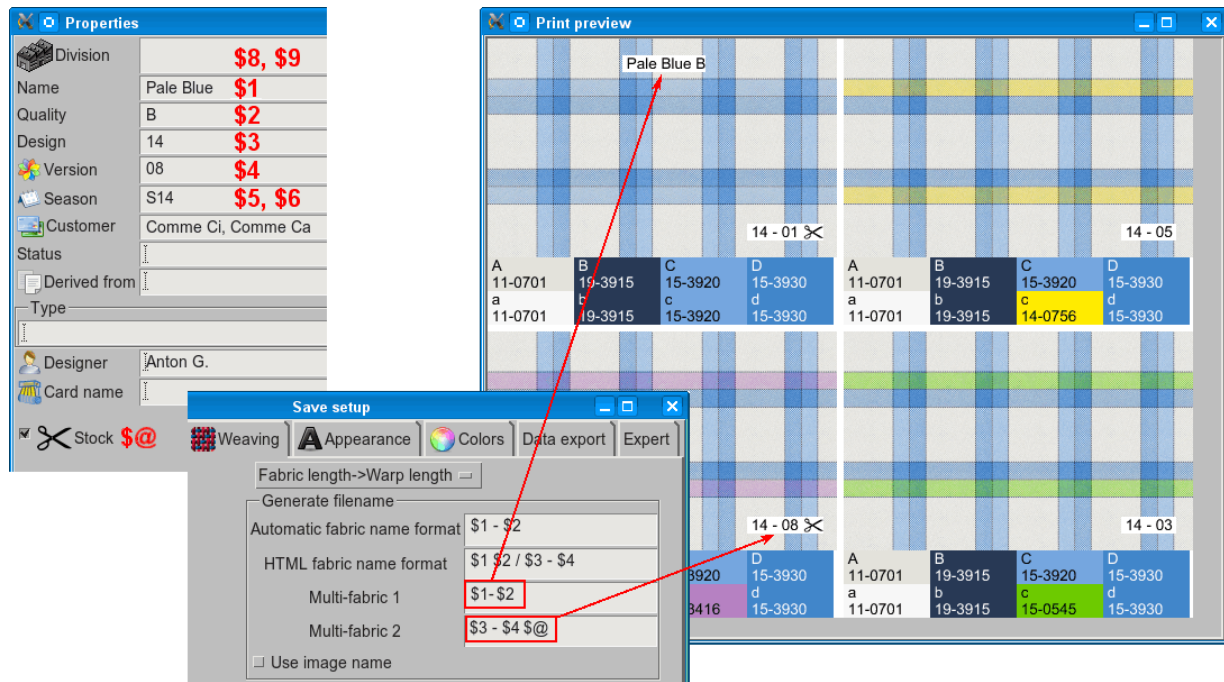 Properties
Division $8, $9
Name Pale Blue $1
Quality B $2
Design 14 $3
Version 08 $4
Season S14 $5, $6
Customer Comme Ci, Comme Ca
Status
Derived from
Type
Designer Anton G.
Card name
Stock $@
Save setup
Weaving Appearance Colors Data export Expert
Fabric length->Warp length
Generate filename
Automatic fabric name format $1 - $2
HTML fabric name format $1 $2 / $3 - $4
Multi-fabric 1 $1- $2
Multi-fabric 2 $3 - $4 $@
Use image name
Print preview
Pale Blue B
14 - 01
14 - 05
A B C D
11-0701 19-3915 15-3920 15-3930
a b c d
11-0701 19-3915 15-3920 15-3930
A B C D
11-0701 19-3915 15-3920 15-3930
a b c d
11-0701 19-3915 14-0756 15-3930
14 - 08
14 - 03
D
3920 15-3930
d
3416 15-3930
A B C D
11-0701 19-3915 15-3920 15-3930
a b c d
11-0701 19-3915 15-0545 15-3930